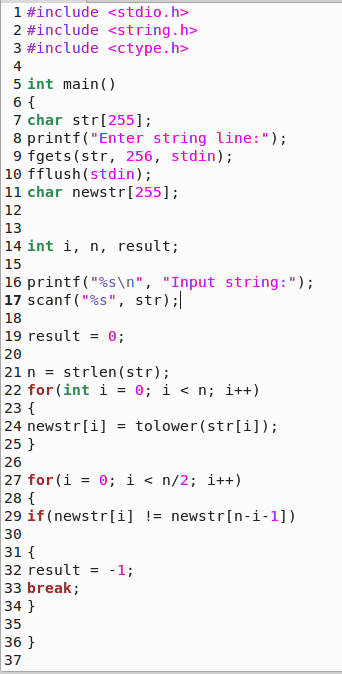 1 #include <stdio.h>
2 #include <string.h>
3 #include <ctype.h>
4
5 int main()
6 {
7 char str[255];
8 printf("Enter string line:");
9 fgets(str, 256, stdin);
10 fflush(stdin);
11 char newstr[255];
12
13
14 int i, n, result;
15
16 printf("%s\n", "Input string:");
17 scanf("%s", str);
18
19 result = 0;
20
21 n = strlen(str);
22 for(int i = 0; i < n; i++)
23 {
24 newstr[i] = tolower(str[i]);
25 }
26
27 for(i = 0; i < n/2; i++)
28 {
29 if(newstr[i] != newstr[n-i-1])
30
31 {
32 result = -1;
33 break;
34 }
35
36 }
37